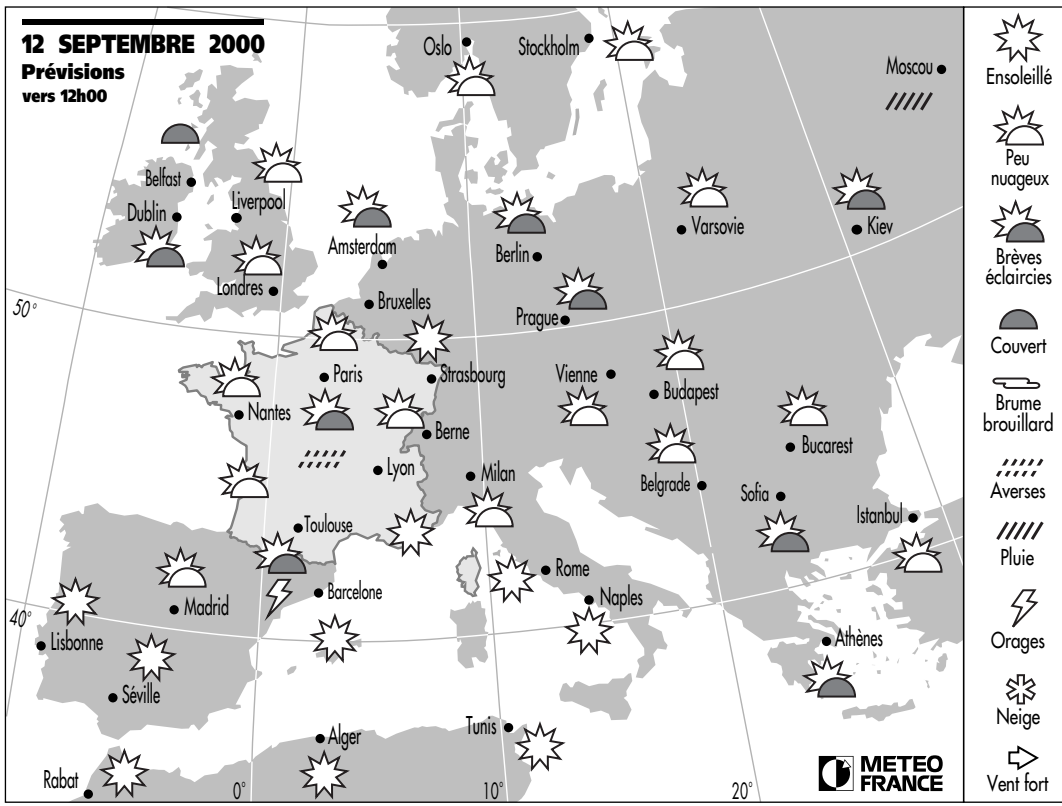 12 SEPTEMBRE 2000
Prévisions
vers 12h00
Oslo
Stockholm
Moscou
Belfast
Dublin
Liverpool
Londres
Amsterdam
Berlin
Varsovie
Kiev
50°
Bruxelles
Prague
Paris
Strasbourg
Vienne
Budapest
Nantes
Berne
Bucarest
Lyon
Milan
Belgrade
Sofia
Istanbul
Toulouse
Rome
Barcelone
Naples
Madrid
40°
Lisbonne
Athènes
Séville
Alger
Tunis
Rabat
0°
10°
20°
METEO
FRANCE
Ensoleillé
Peu
nuageux
Brèves
éclaircies
Couvert
Brume
brouillard
Averses
Pluie
Orages
Neige
Vent fort